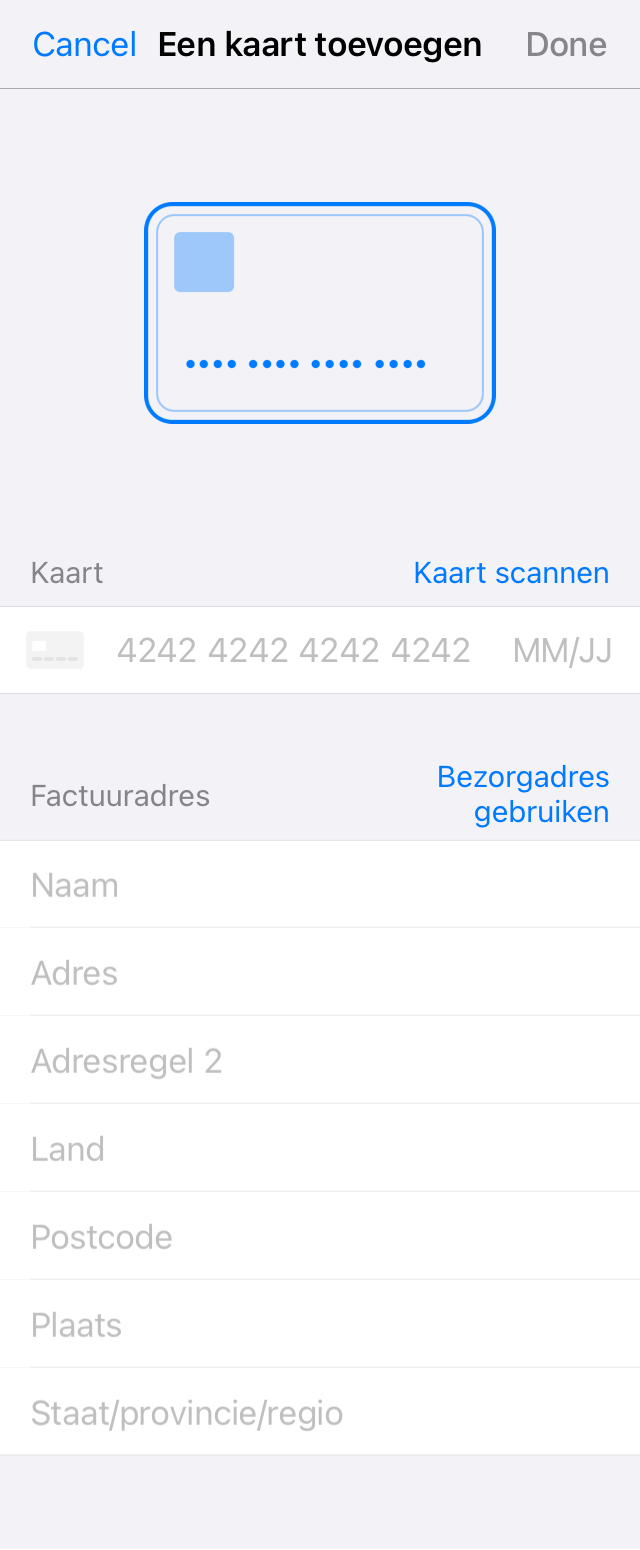 Cancel Een kaart toevoegen Done
Kaart Kaart scannen
4242 4242 4242 4242 MM/JJ
Factuuradres
Bezorgadres
gebruiken
Naam
Adres
Adresregel 2
Land
Postcode
Plaats
Staat/provincie/regio